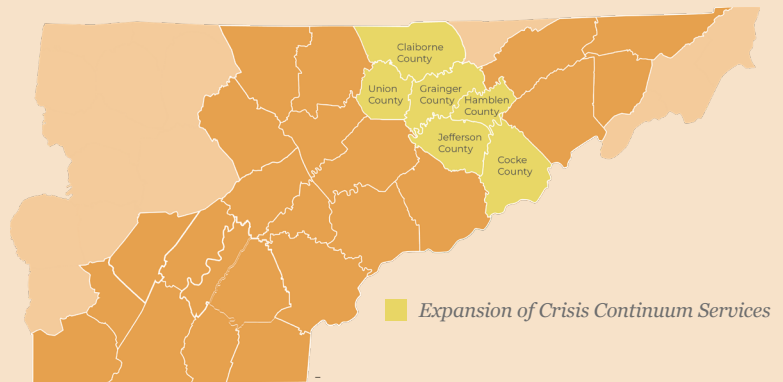 Claiborne
County
Union
County
Grainger
County
Hamblen
County
Jefferson
County
Cocke
County
Expansion of Crisis Continuum Services